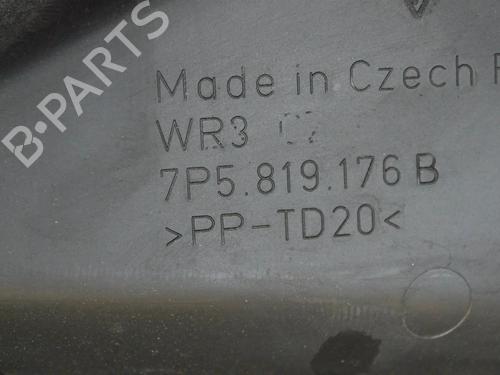 B·PARTS
Made in Czech
WR3
7P5.819.176 B
>PP-TD20<